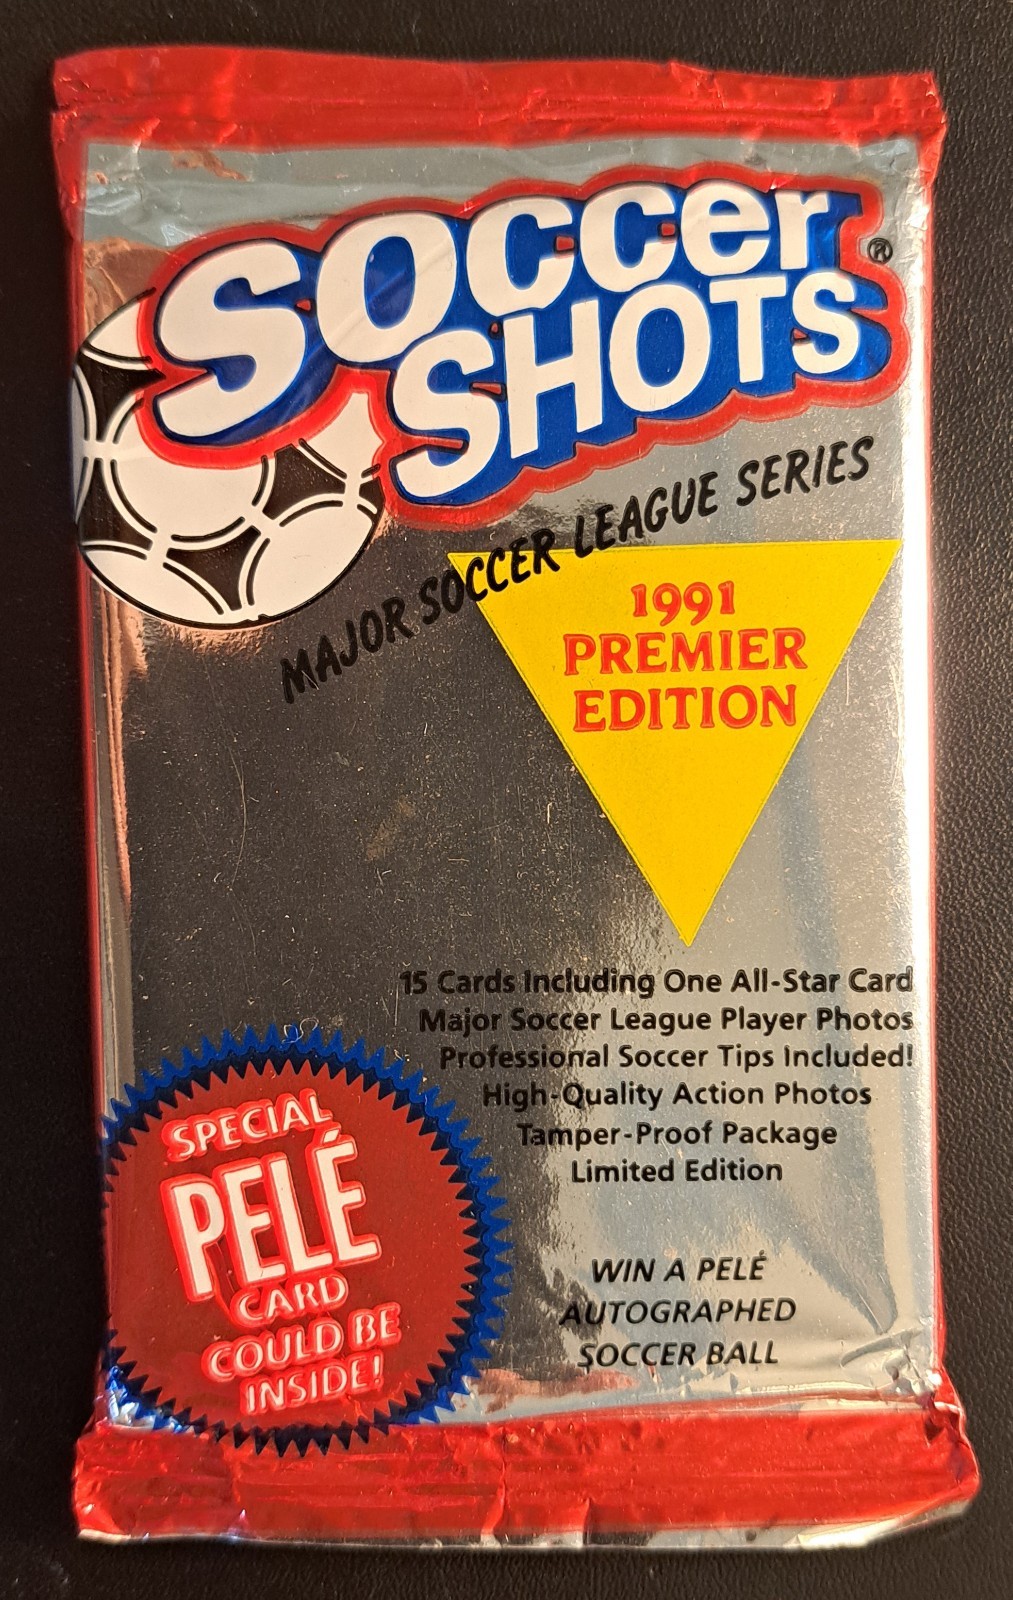 Soccer
SHOTS®
MAJOR SOCCER LEAGUE SERIES
1991
PREMIER
EDITION
15 Cards Including One All-Star Card
Major Soccer League Player Photos
Professional Soccer Tips Included!
High-Quality Action Photos
Tamper-Proof Package
Limited Edition
SPECIAL
PELÉ
CARD
COULD BE
INSIDE!
WIN A PELÉ
AUTOGRAPHED
SOCCER BALL